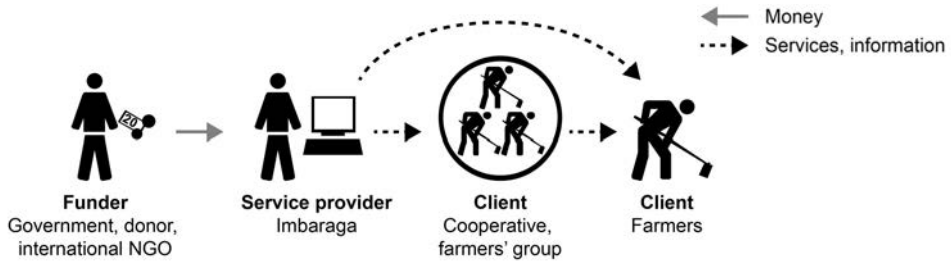 Money
Services, information
20
Funder
Government, donor,
international NGO
Service provider
Imbaraga
Client
Cooperative,
farmers' group
Client
Farmers